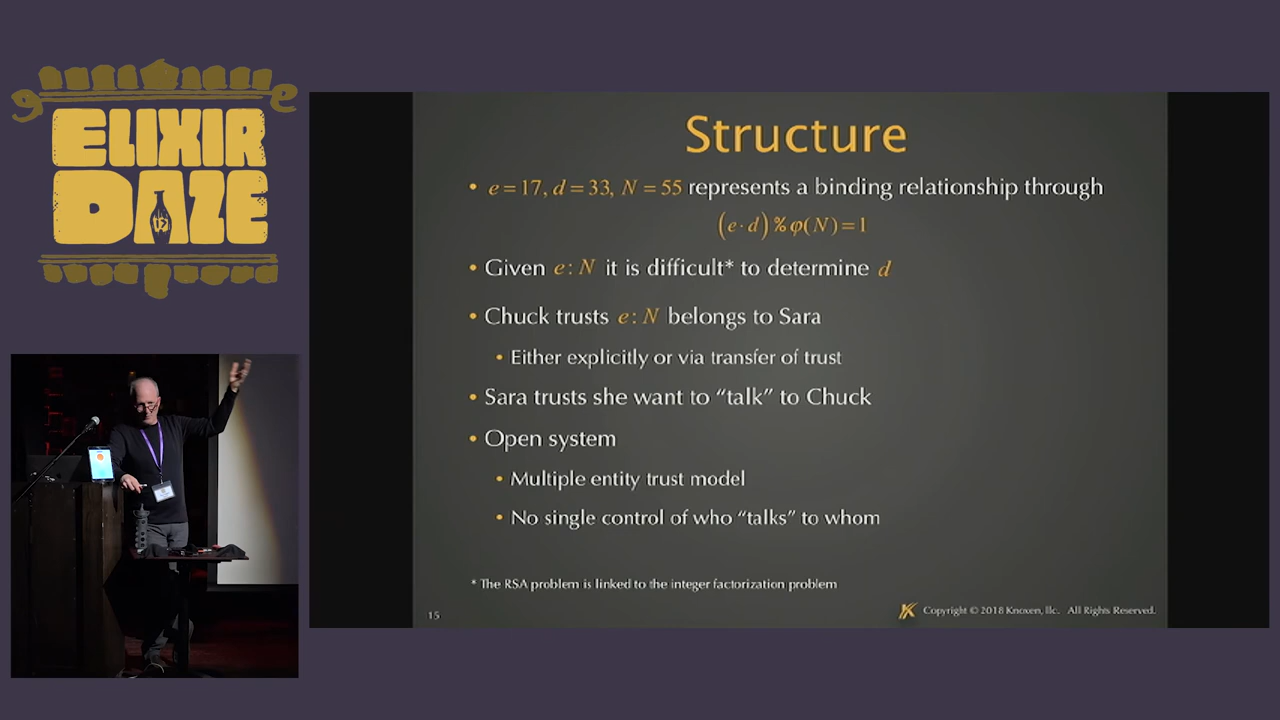 ELIXIR
DAZE
Structure
• e = 17, d = 33, N = 55 represents a binding relationship through
(e · d) % φ(N) = 1
• Given e : N it is difficult* to determine d
• Chuck trusts e : N belongs to Sara
• Either explicitly or via transfer of trust
• Sara trusts she want to “talk” to Chuck
• Open system
• Multiple entity trust model
• No single control of who “talks” to whom
* The RSA problem is linked to the integer factorization problem
15
Copyright © 2018 Knoxen, llc. All Rights Reserved.